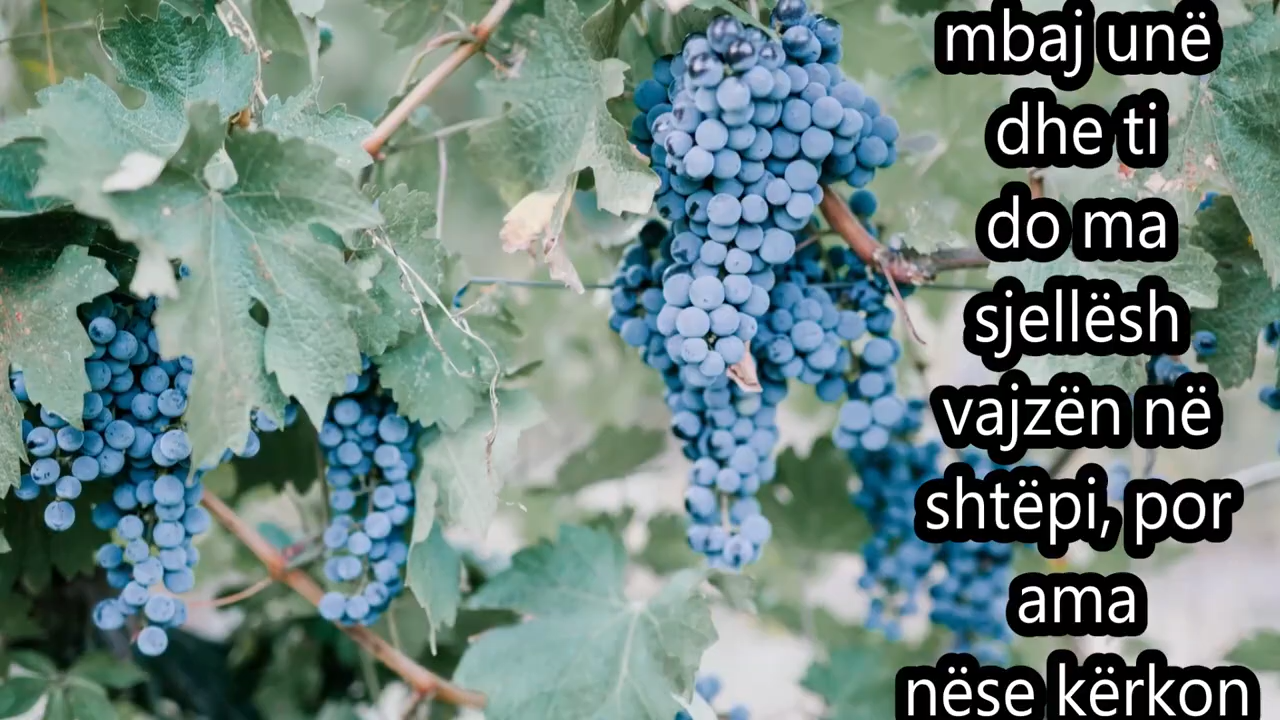 mbaj unë
dhe ti
do ma
sjellësh
vajzën në
shtëpi, por
ama
nëse kërkon